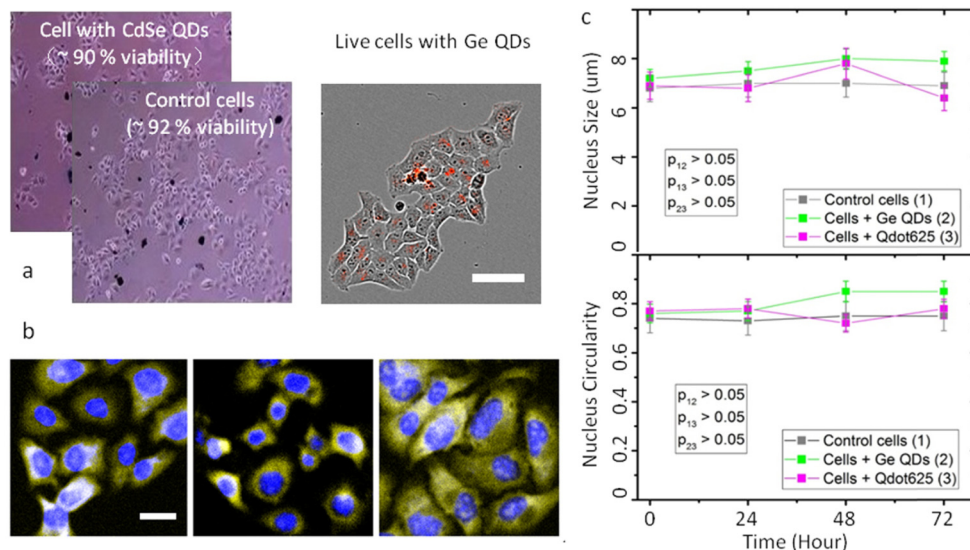 a
Cell with CdSe QDs
(~ 90 % viability)
Control cells
(~ 92 % viability)
Live cells with Ge QDs
b
c
Nucleus Size (um)
8
6
4
2
0
p12 > 0.05
p13 > 0.05
p23 > 0.05
Control cells (1)
Cells + Ge QDs (2)
Cells + Qdot625 (3)
Nucleus Circularity
0.8
0.6
0.4
0.2
0
p12 > 0.05
p13 > 0.05
p23 > 0.05
Control cells (1)
Cells + Ge QDs (2)
Cells + Qdot625 (3)
0
24
48
72
Time (Hour)